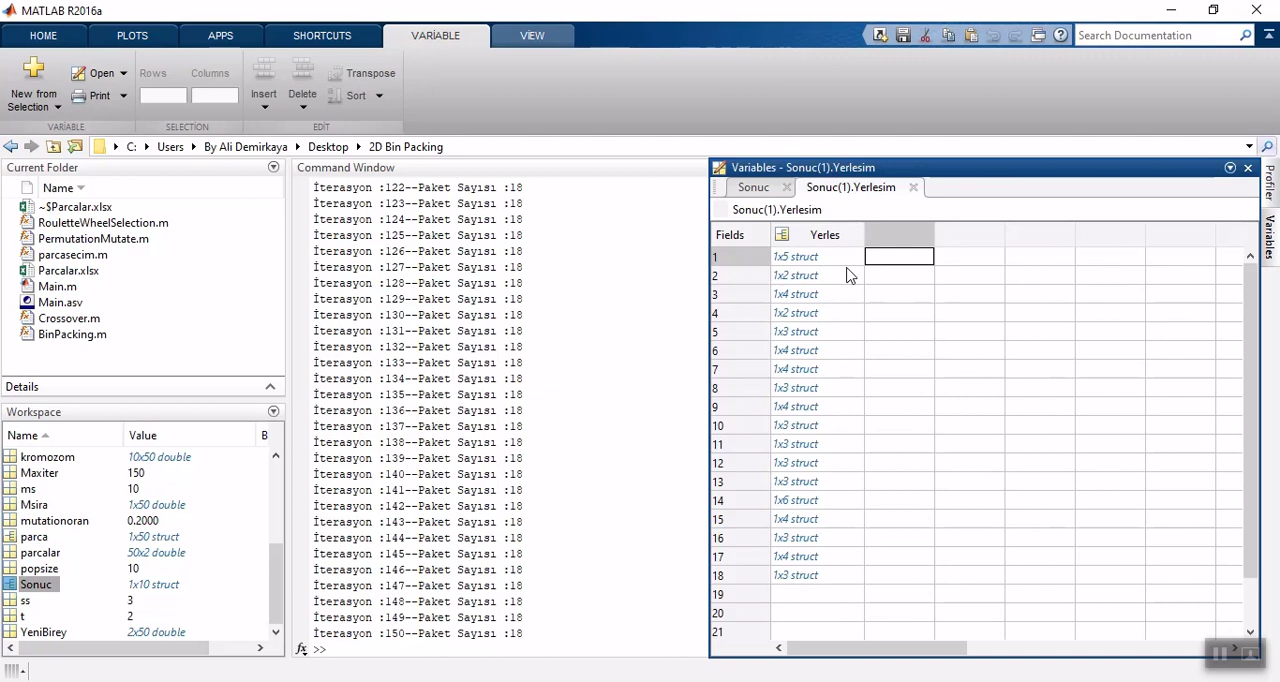 MATLAB R2016a
HOME PLOTS APPS SHORTCUTS VARIABLE VIEW Search Documentation
New from Selection Open Print Rows Columns Insert Delete Transpose Sort
VARIABLE SELECTION EDIT
C: Users By Ali Demirkaya Desktop 2D Bin Packing
Current Folder
Name
~$Parcalar.xlsx
RouletteWheelSelection.m
PermutationMutate.m
parcasecim.m
Parcalar.xlsx
Main.m
Main.asv
Crossover.m
BinPacking.m
Details
Workspace
Name Value B
kromozom 10x50 double
Maxiter 150
ms 10
Msira 1x50 double
mutationoran 0.2000
parca 1x50 struct
parcalar 50x2 double
popsize 10
Sonuc 1x10 struct
ss 3
t 2
YeniBirey 2x50 double
Command Window
İterasyon :122--Paket Sayısı :18
İterasyon :123--Paket Sayısı :18
İterasyon :124--Paket Sayısı :18
İterasyon :125--Paket Sayısı :18
İterasyon :126--Paket Sayısı :18
İterasyon :127--Paket Sayısı :18
İterasyon :128--Paket Sayısı :18
İterasyon :129--Paket Sayısı :18
İterasyon :130--Paket Sayısı :18
İterasyon :131--Paket Sayısı :18
İterasyon :132--Paket Sayısı :18
İterasyon :133--Paket Sayısı :18
İterasyon :134--Paket Sayısı :18
İterasyon :135--Paket Sayısı :18
İterasyon :136--Paket Sayısı :18
İterasyon :137--Paket Sayısı :18
İterasyon :138--Paket Sayısı :18
İterasyon :139--Paket Sayısı :18
İterasyon :140--Paket Sayısı :18
İterasyon :141--Paket Sayısı :18
İterasyon :142--Paket Sayısı :18
İterasyon :143--Paket Sayısı :18
İterasyon :144--Paket Sayısı :18
İterasyon :145--Paket Sayısı :18
İterasyon :146--Paket Sayısı :18
İterasyon :147--Paket Sayısı :18
İterasyon :148--Paket Sayısı :18
İterasyon :149--Paket Sayısı :18
İterasyon :150--Paket Sayısı :18
fx >>
Variables - Sonuc(1).Yerlesim
Sonuc Sonuc(1).Yerlesim
Sonuc(1).Yerlesim
Fields Yerles
1 1x5 struct
2 1x2 struct
3 1x4 struct
4 1x2 struct
5 1x3 struct
6 1x4 struct
7 1x4 struct
8 1x3 struct
9 1x4 struct
10 1x3 struct
11 1x3 struct
12 1x3 struct
13 1x3 struct
14 1x6 struct
15 1x4 struct
16 1x3 struct
17 1x4 struct
18 1x3 struct
19
20
21
Profiler
Variables